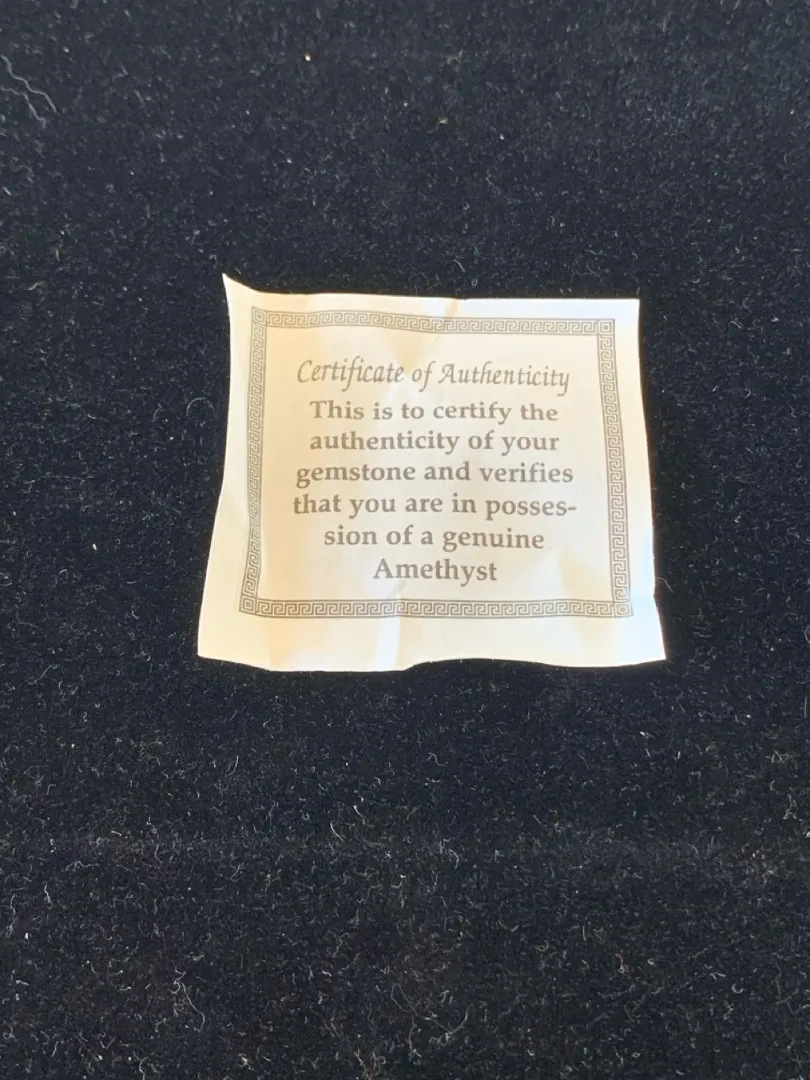 Certificate of Authenticity
This is to certify the
authenticity of your
gemstone and verifies
that you are in posses-
sion of a genuine
Amethyst